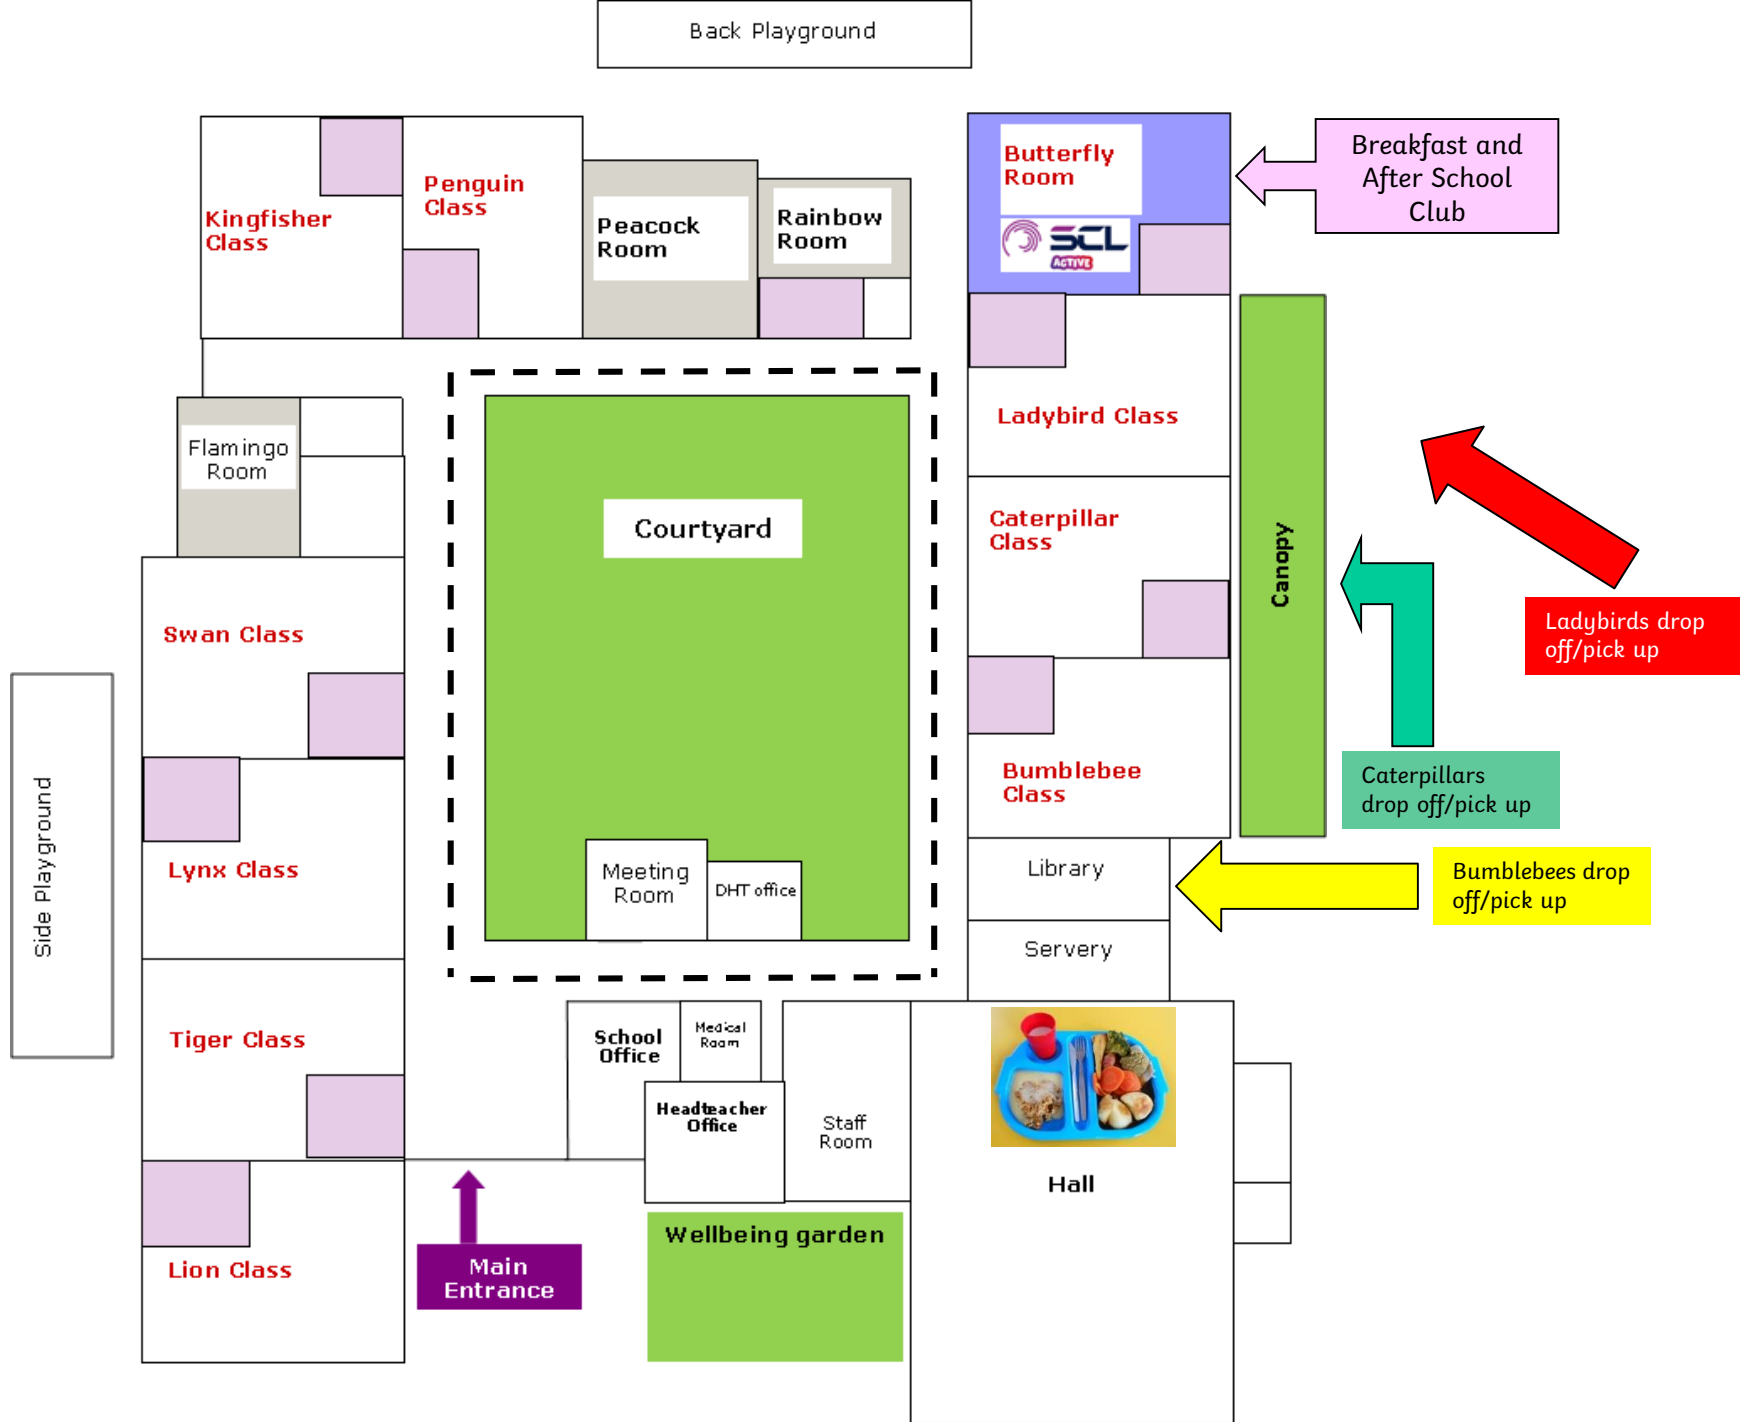 Back Playground
Kingfisher
Class
Penguin
Class
Peacock
Room
Rainbow
Room
Butterfly
Room
SCL
ACTIVE
Breakfast and
After School
Club
Flamingo
Room
Ladybird Class
Courtyard
Caterpillar
Class
Canopy
Ladybirds drop
off/pick up
Swan Class
Side Playground
Lynx Class
Bumblebee
Class
Caterpillars
drop off/pick up
Meeting
Room
DHT office
Library
Bumblebees drop
off/pick up
Servery
Tiger Class
School
Office
Medical
Room
Headteacher
Office
Staff
Room
Hall
Wellbeing garden
Main
Entrance
Lion Class